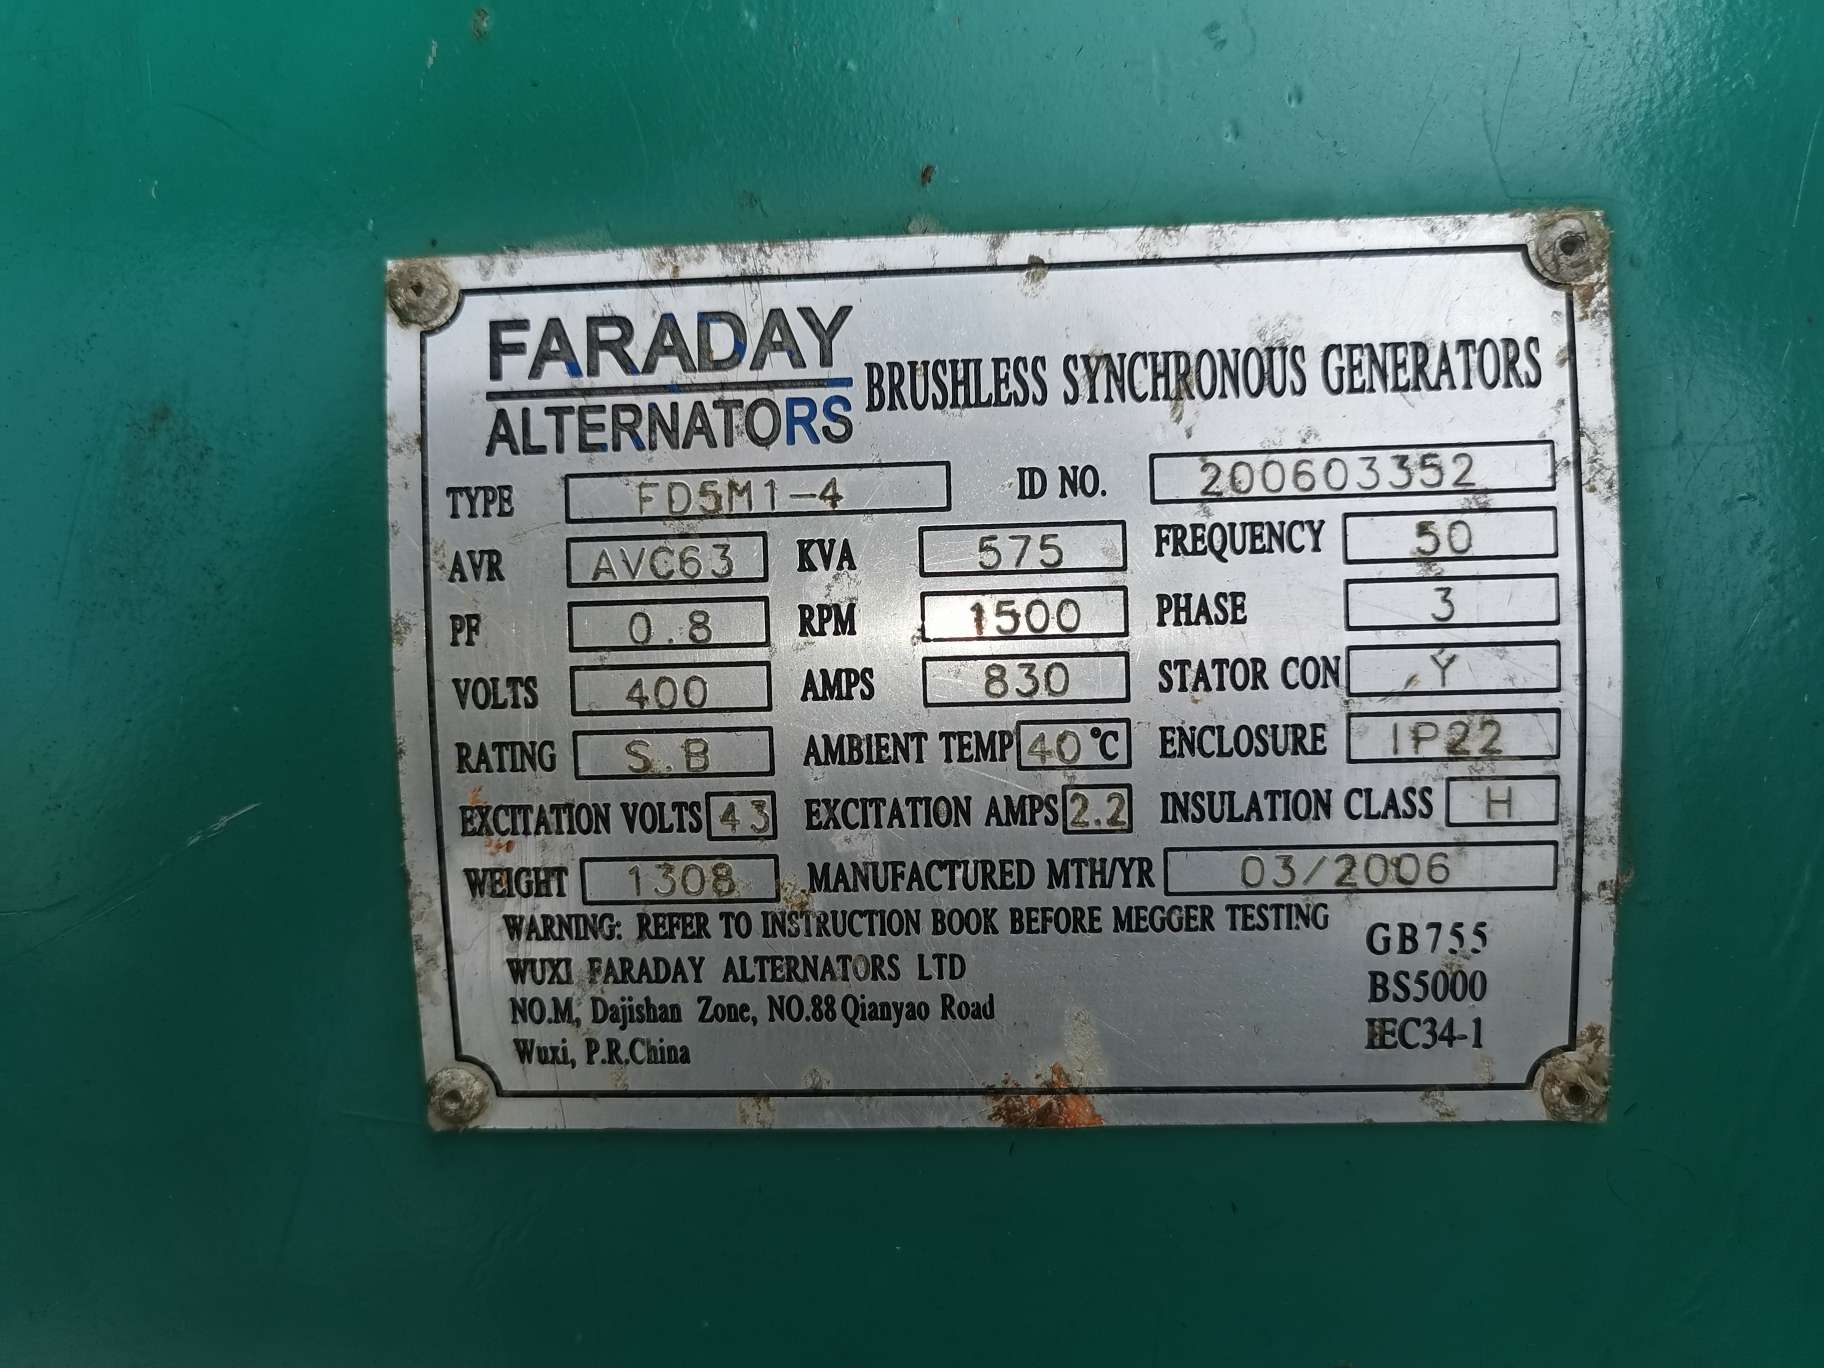 FARADAY
ALTERNATORS
BRUSHLESS SYNCHRONOUS GENERATORS
TYPE FD5M1-4 ID NO. 200603352
AVR AVC63 KVA 575 FREQUENCY 50
PF 0.8 RPM 1500 PHASE 3
VOLTS 400 AMPS 830 STATOR CON Y
RATING S.B AMBIENT TEMP 40℃ ENCLOSURE IP22
EXCITATION VOLTS 43 EXCITATION AMPS 2.2 INSULATION CLASS H
WEIGHT 1308 MANUFACTURED MTH/YR 03/2006
WARNING: REFER TO INSTRUCTION BOOK BEFORE MEGGER TESTING
WUXI FARADAY ALTERNATORS LTD
NO.M, Dajishan Zone, NO.88 Qianyao Road
Wuxi, P.R.China
GB755
BS5000
IEC34-1